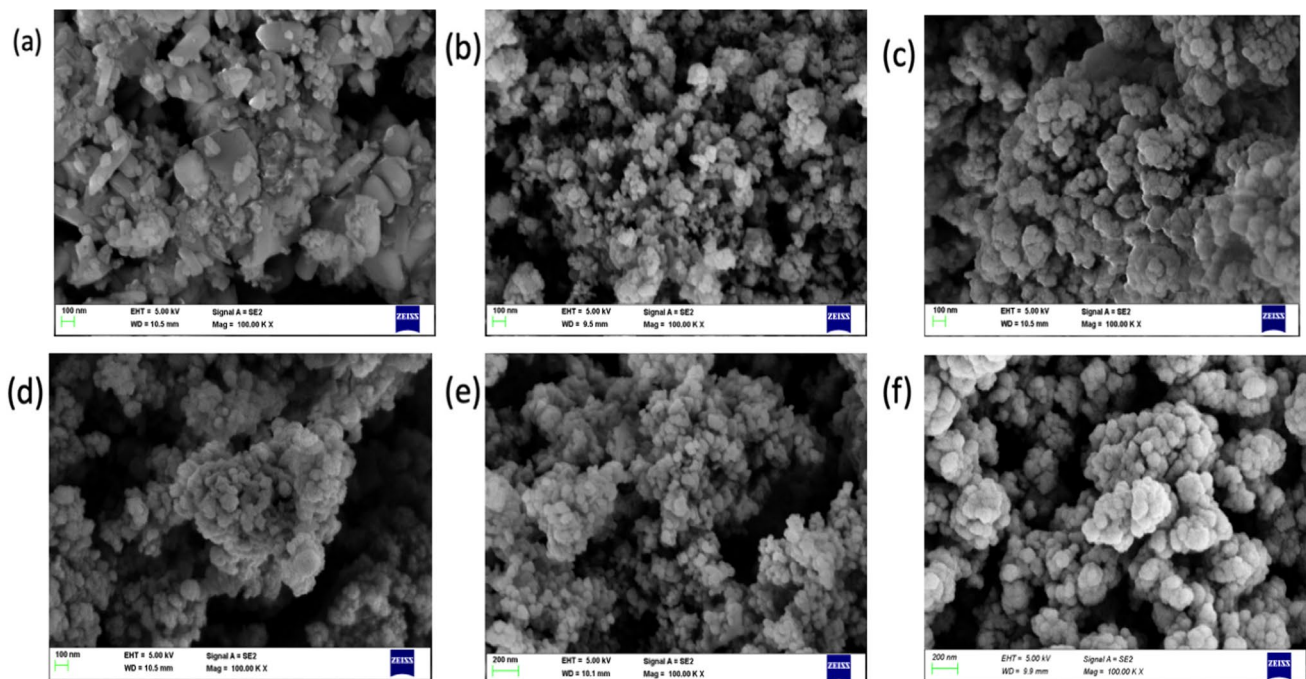 (a)
100 nm EHT = 5.00 kV Signal A = SE2
WD = 10.5 mm Mag = 100.00 K X
ZEISS
(b)
100 nm EHT = 5.00 kV Signal A = SE2
WD = 9.5 mm Mag = 100.00 K X
ZEISS
(c)
100 nm EHT = 5.00 kV Signal A = SE2
WD = 10.5 mm Mag = 100.00 K X
ZEISS
(d)
100 nm EHT = 5.00 kV Signal A = SE2
WD = 10.5 mm Mag = 100.00 K X
ZEISS
(e)
200 nm EHT = 5.00 kV Signal A = SE2
WD = 10.1 mm Mag = 100.00 K X
ZEISS
(f)
200 nm EHT = 5.00 kV Signal A = SE2
WD = 9.9 mm Mag = 100.00 K X
ZEISS